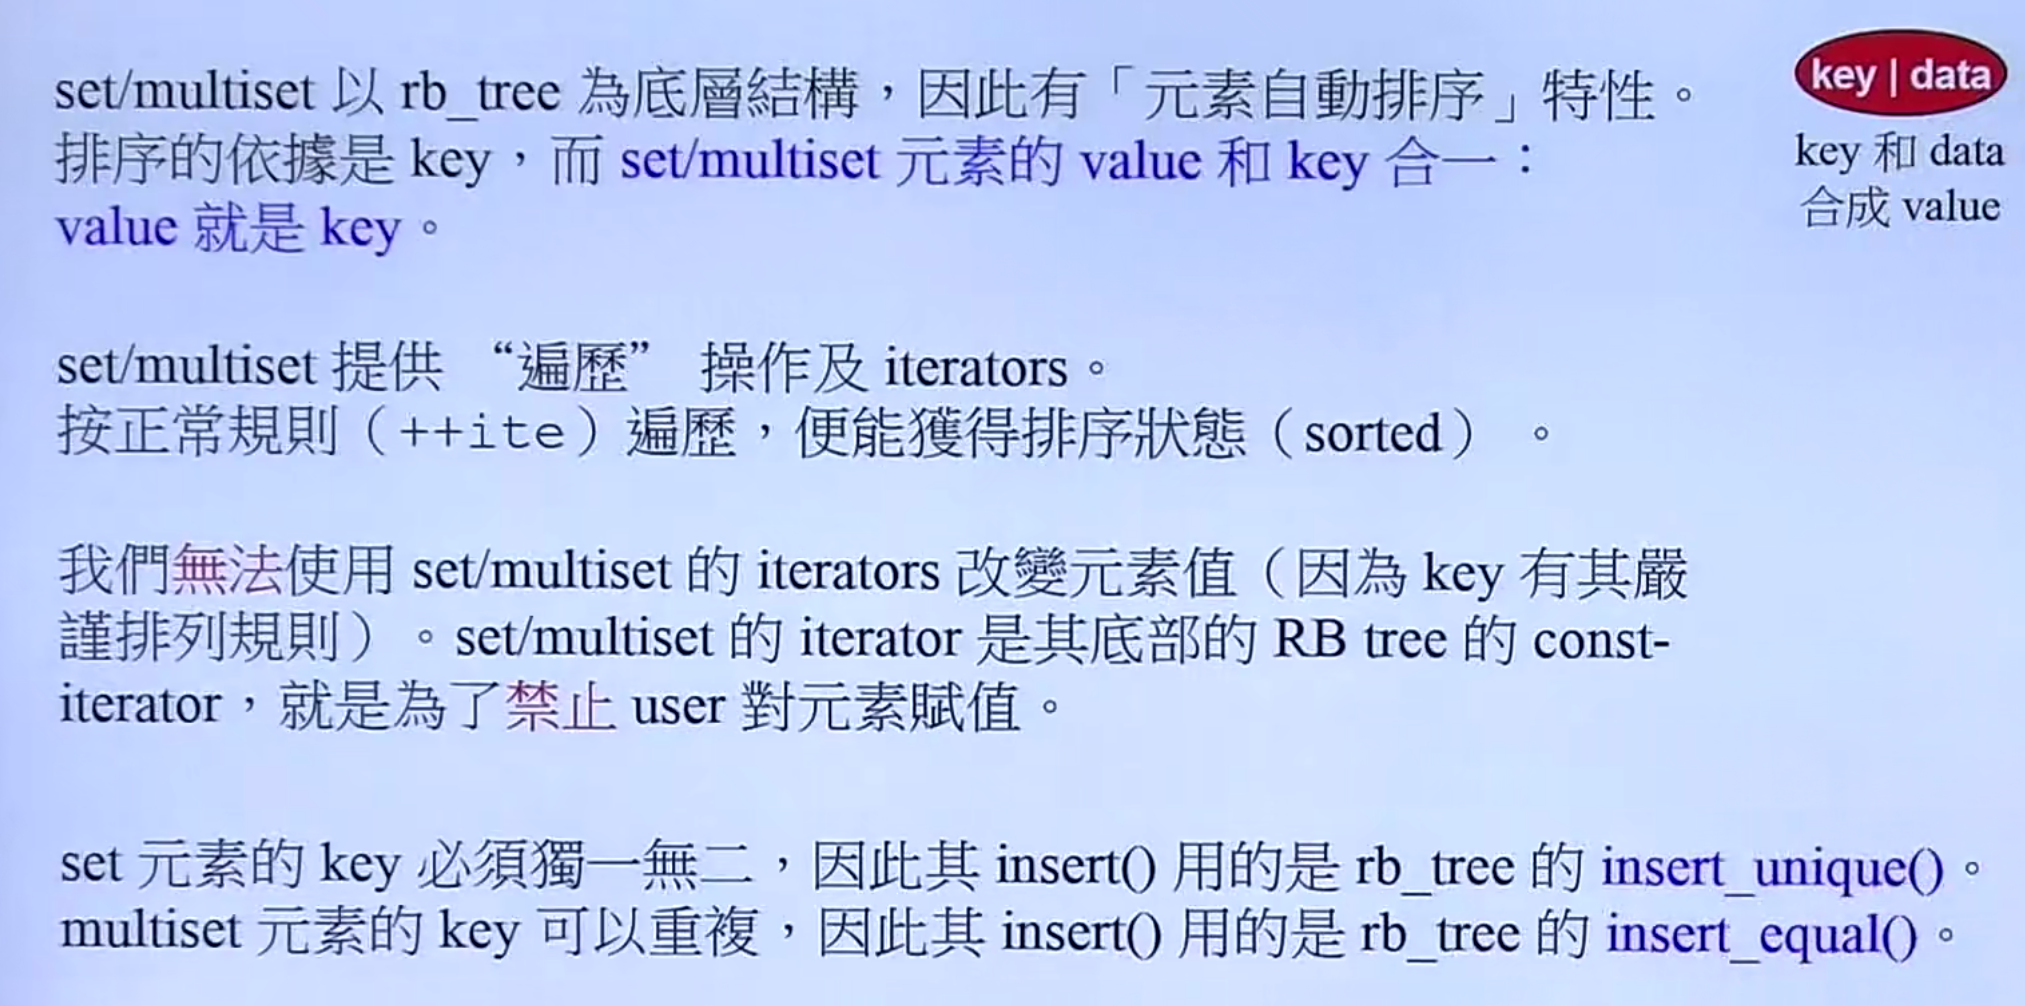 set/multiset 以 rb_tree 為底層結構，因此有「元素自動排序」特性。
排序的依據是 key，而 set/multiset 元素的 value 和 key 合一：
value 就是 key。
key | data
key 和 data
合成 value
set/multiset 提供 “遍歷” 操作及 iterators。
按正常規則（++ite）遍歷，便能獲得排序狀態（sorted） 。
我們無法使用 set/multiset 的 iterators 改變元素值（因為 key 有其嚴
謹排列規則）。set/multiset 的 iterator 是其底部的 RB tree 的 const-
iterator，就是為了禁止 user 對元素賦值。
set 元素的 key 必須獨一無二，因此其 insert() 用的是 rb_tree 的 insert_unique()。
multiset 元素的 key 可以重複，因此其 insert() 用的是 rb_tree 的 insert_equal()。